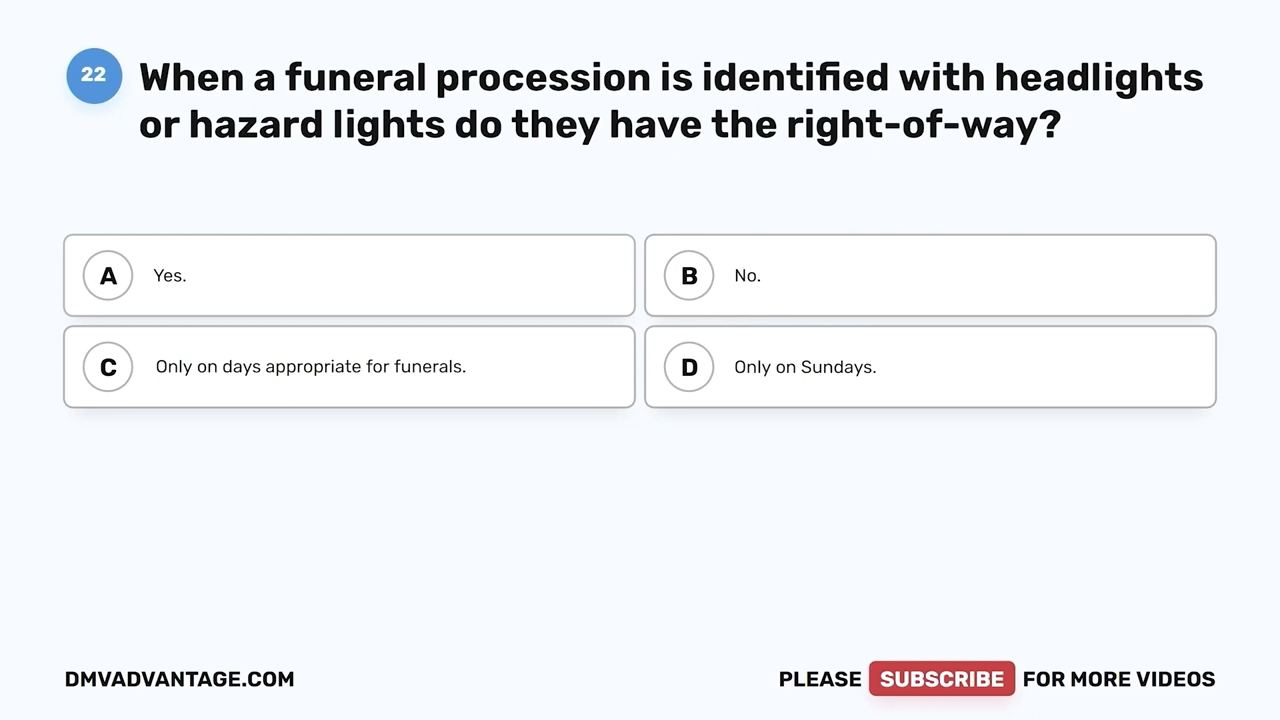 22
When a funeral procession is identified with headlights
or hazard lights do they have the right-of-way?
A Yes.
B No.
C Only on days appropriate for funerals.
D Only on Sundays.
DMVADVANTAGE.COM
PLEASE SUBSCRIBE FOR MORE VIDEOS